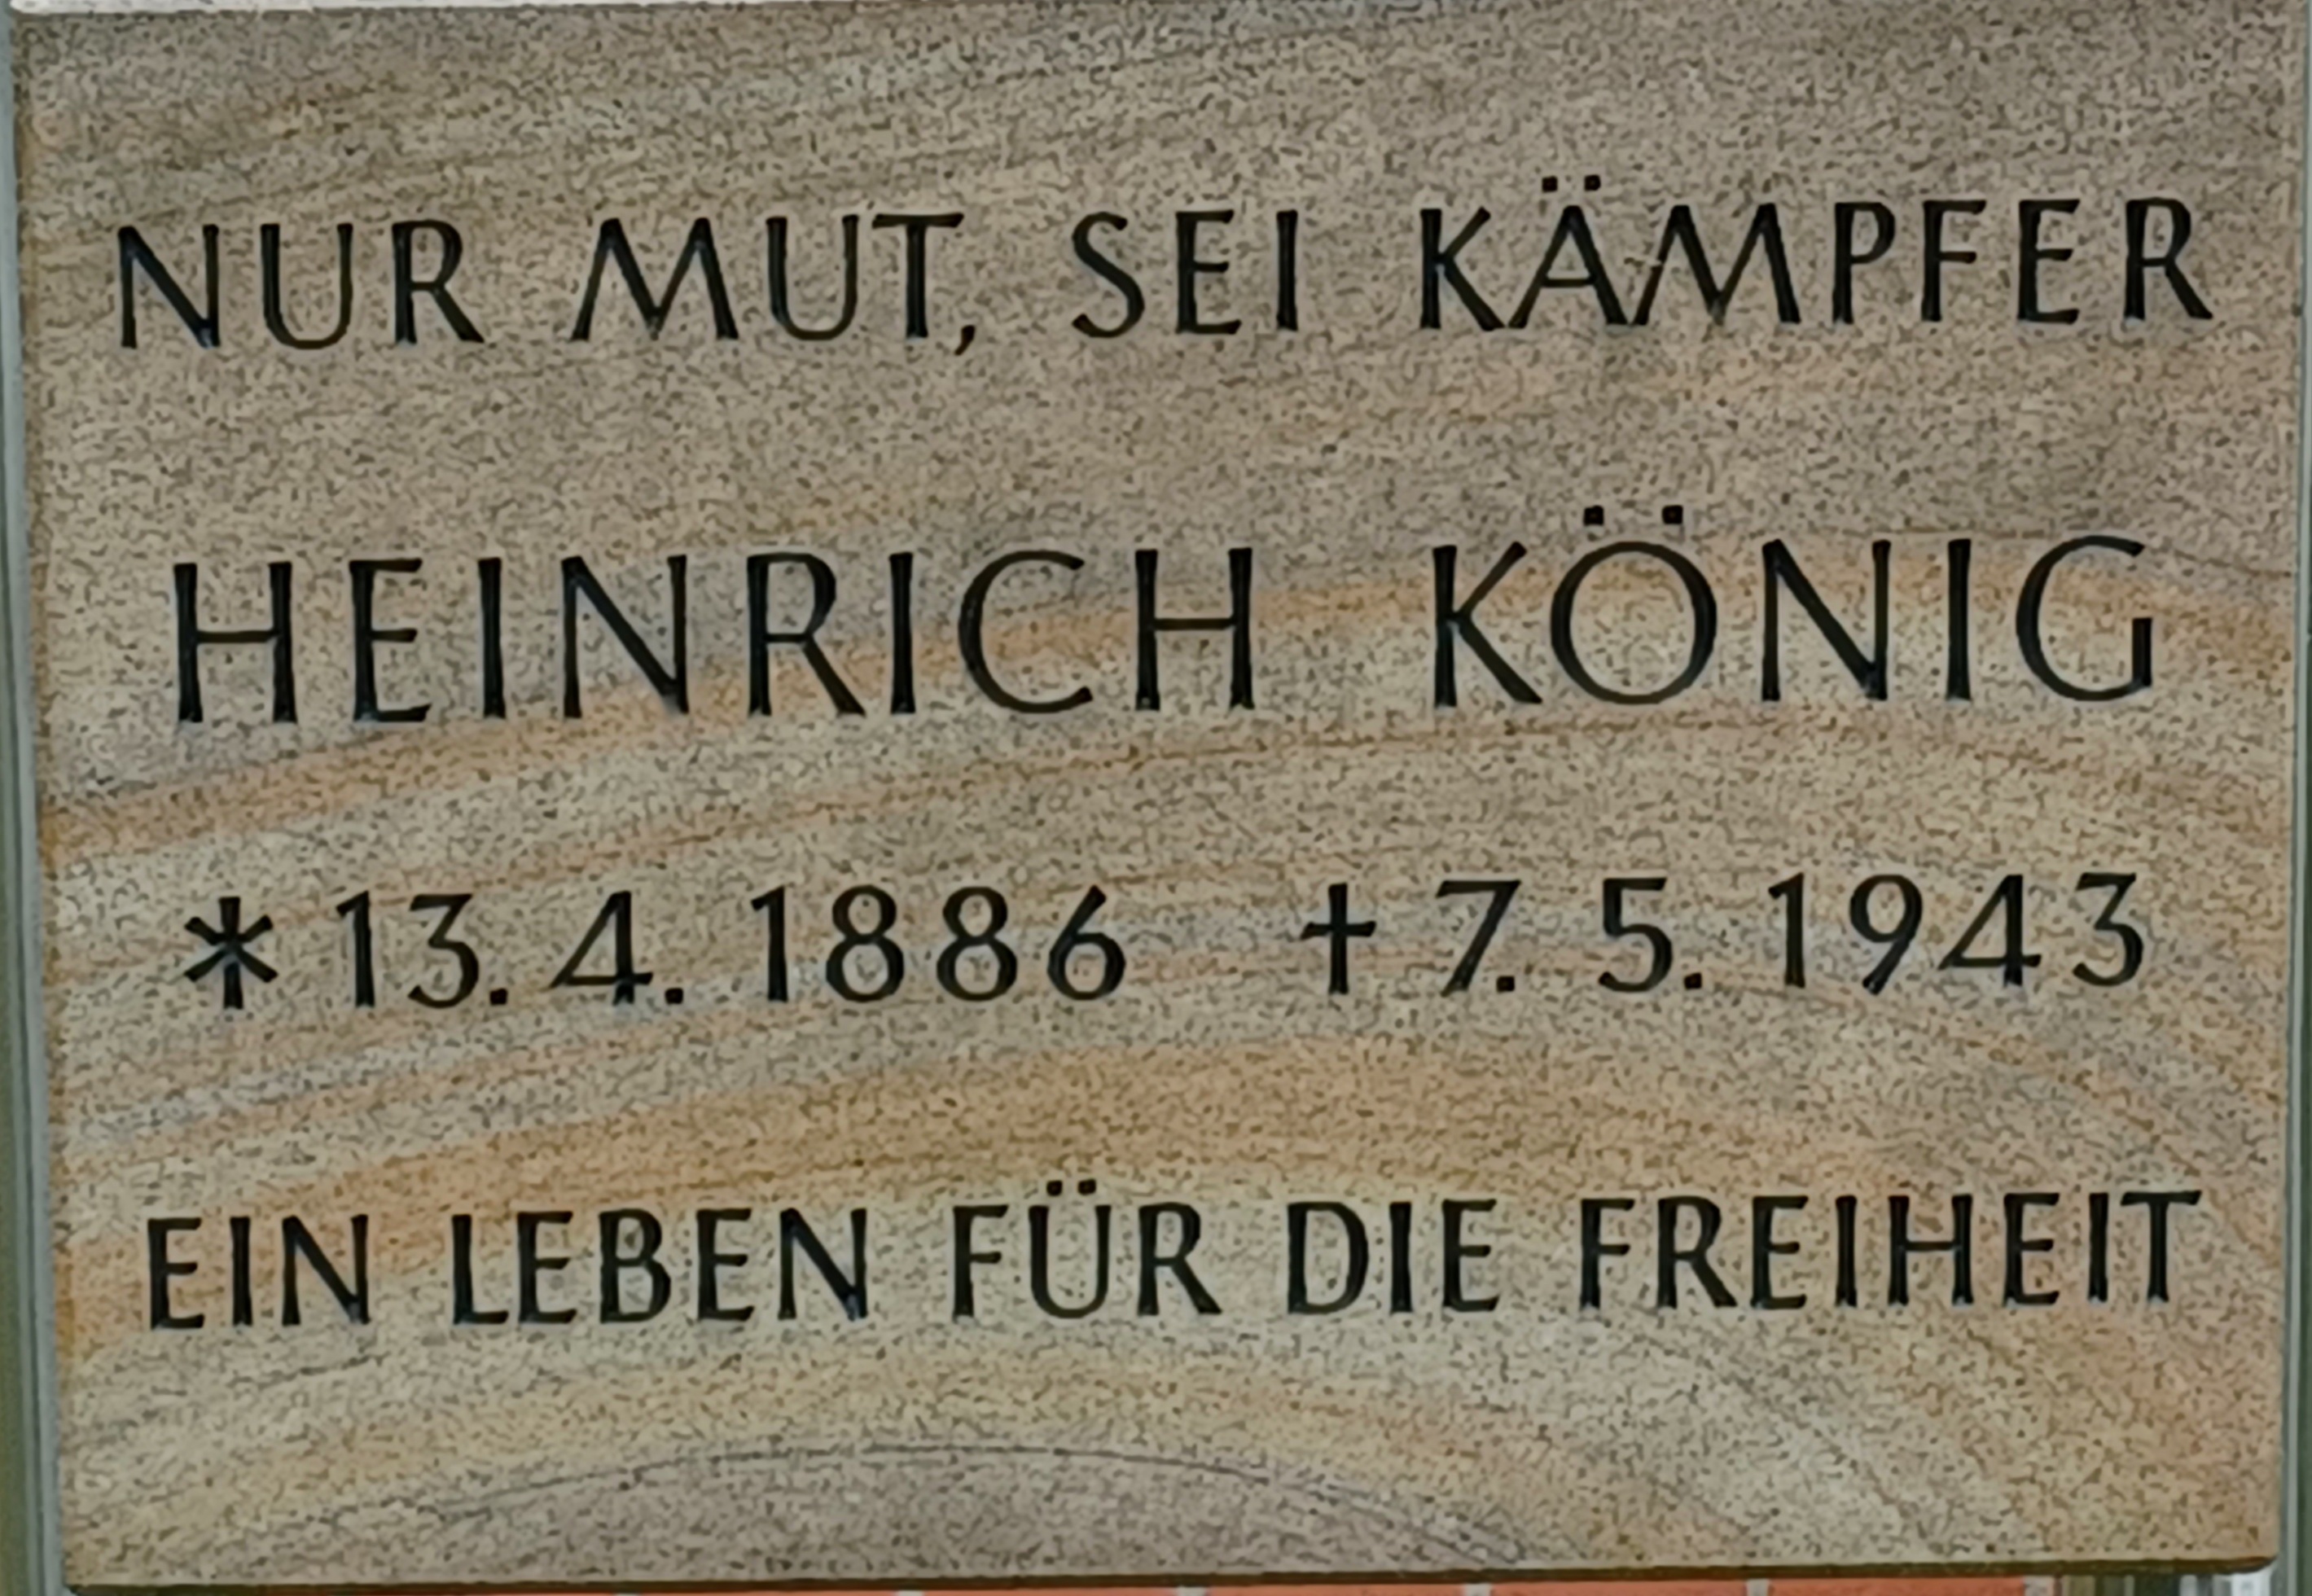 NUR MUT, SEI KÄMPFER
HEINRICH KÖNIG
* 13. 4. 1886 † 7. 5. 1943
EIN LEBEN FÜR DIE FREIHEIT